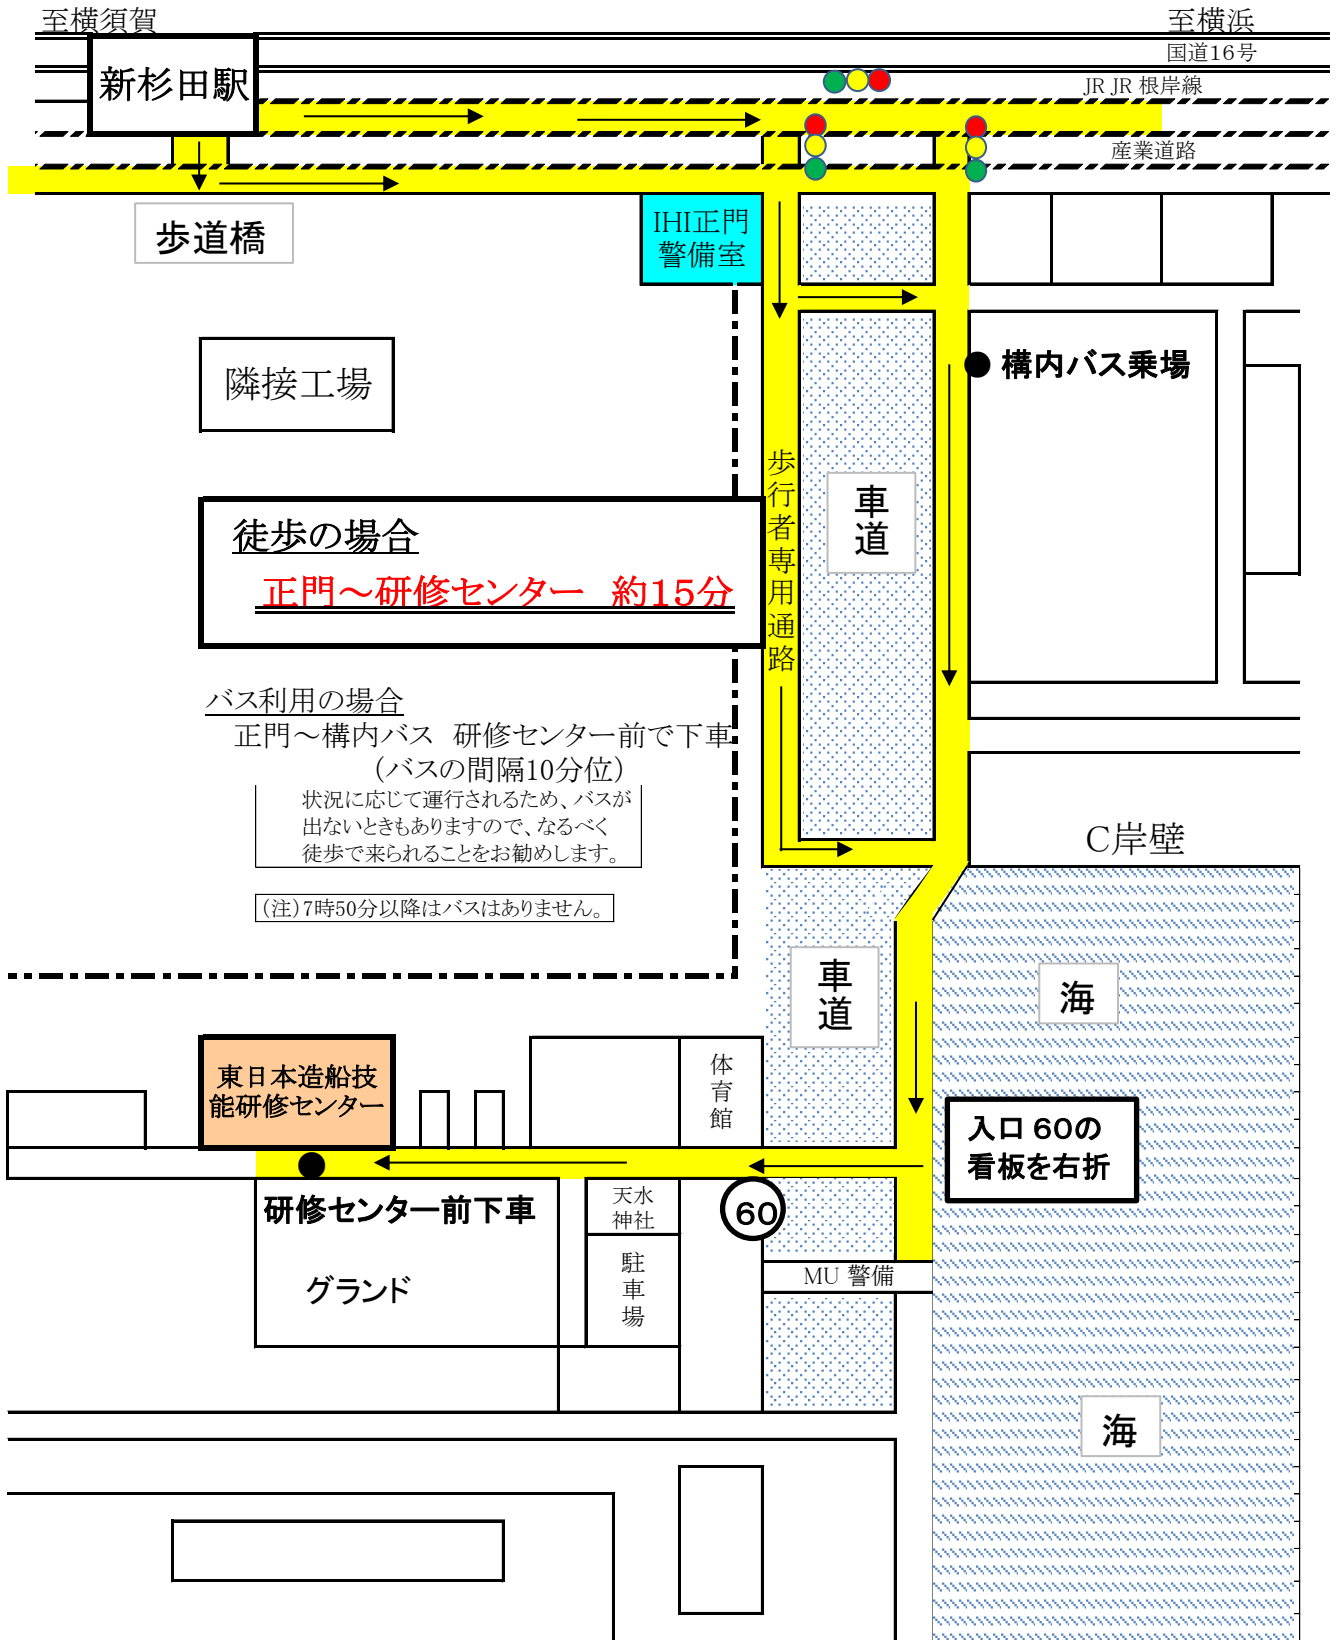 至横須賀
至横浜
国道16号
新杉田駅
JR JR 根岸線
産業道路
歩道橋
IHI正門
警備室
隣接工場
構内バス乗場
歩行者専用通路
車道
徒歩の場合
正門～研修センター　約15分
バス利用の場合
正門～構内バス　研修センター前で下車
（バスの間隔10分位）
状況に応じて運行されるため、バスが
出ないときもありますので、なるべく
徒歩で来られることをお勧めします。
C岸壁
(注)7時50分以降はバスはありません。
車道
海
東日本造船技
能研修センター
体育館
入口 60の
看板を右折
研修センター前下車
天水
神社
60
グランド
駐車場
MU 警備
海